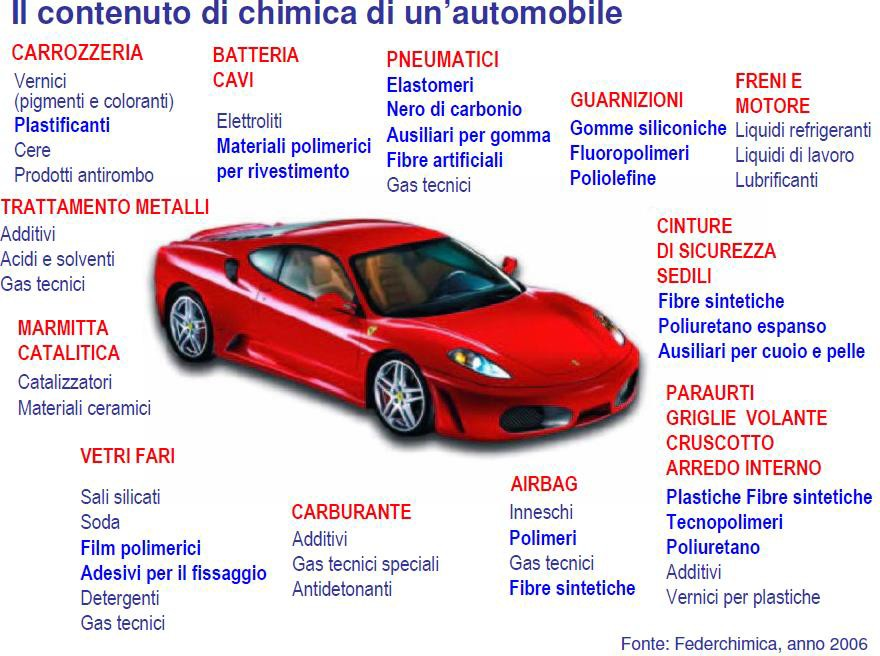 Il contenuto di chimica di un'automobile
CARROZZERIA
Vernici
(pigmenti e coloranti)
Plastificanti
Cere
Prodotti antirombo
BATTERIA
CAVI
Elettroliti
Materiali polimerici
per rivestimento
PNEUMATICI
Elastomeri
Nero di carbonio
Ausiliari per gomma
Fibre artificiali
Gas tecnici
GUARNIZIONI
Gomme siliconiche
Fluoropolimeri
Poliolefine
FRENI E
MOTORE
Liquidi refrigeranti
Liquidi di lavoro
Lubrificanti
TRATTAMENTO METALLI
Additivi
Acidi e solventi
Gas tecnici
CINTURE
DI SICUREZZA
SEDILI
Fibre sintetiche
Poliuretano espanso
Ausiliari per cuoio e pelle
MARMITTA
CATALITICA
Catalizzatori
Materiali ceramici
PARAURTI
GRIGLIE VOLANTE
CRUSCOTTO
ARREDO INTERNO
Plastiche Fibre sintetiche
Tecnopolimeri
Poliuretano
Additivi
Vernici per plastiche
VETRI FARI
Sali silicati
Soda
Film polimerici
Adesivi per il fissaggio
Detergenti
Gas tecnici
CARBURANTE
Additivi
Gas tecnici speciali
Antidetonanti
AIRBAG
Inneschi
Polimeri
Gas tecnici
Fibre sintetiche
Fonte: Federchimica, anno 2006